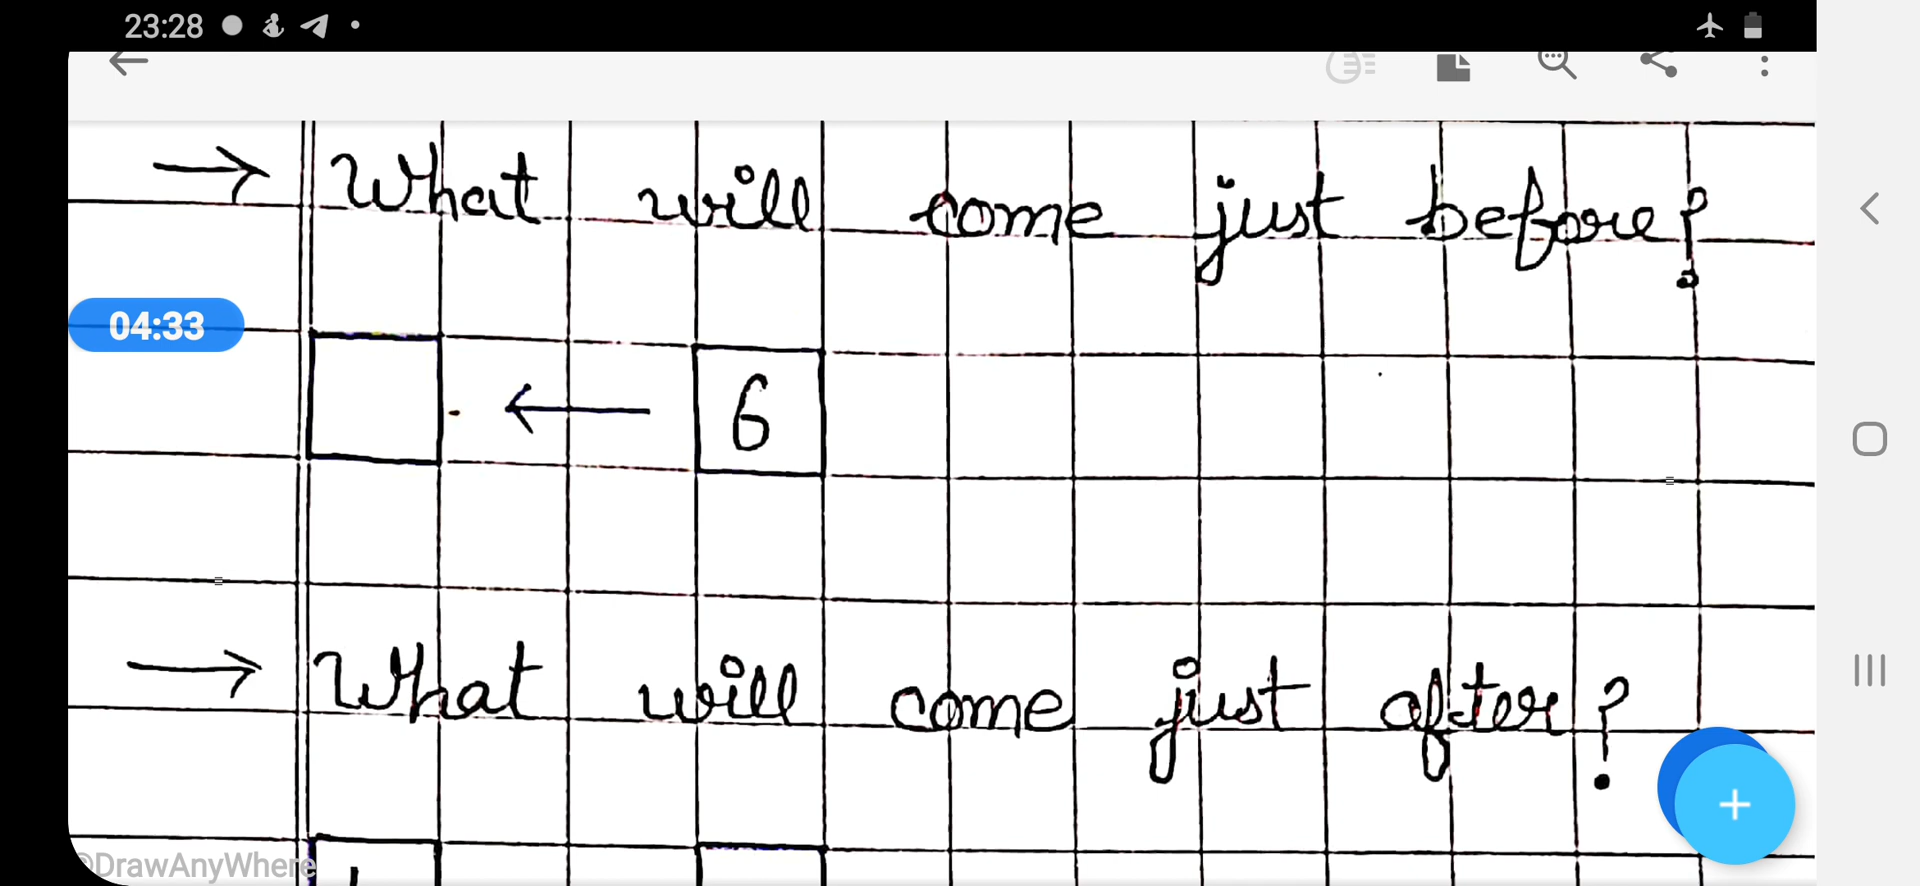 23:28
→ What will come just before?
04:33
← 6
→ What will come just after?
©DrawAnyWhere